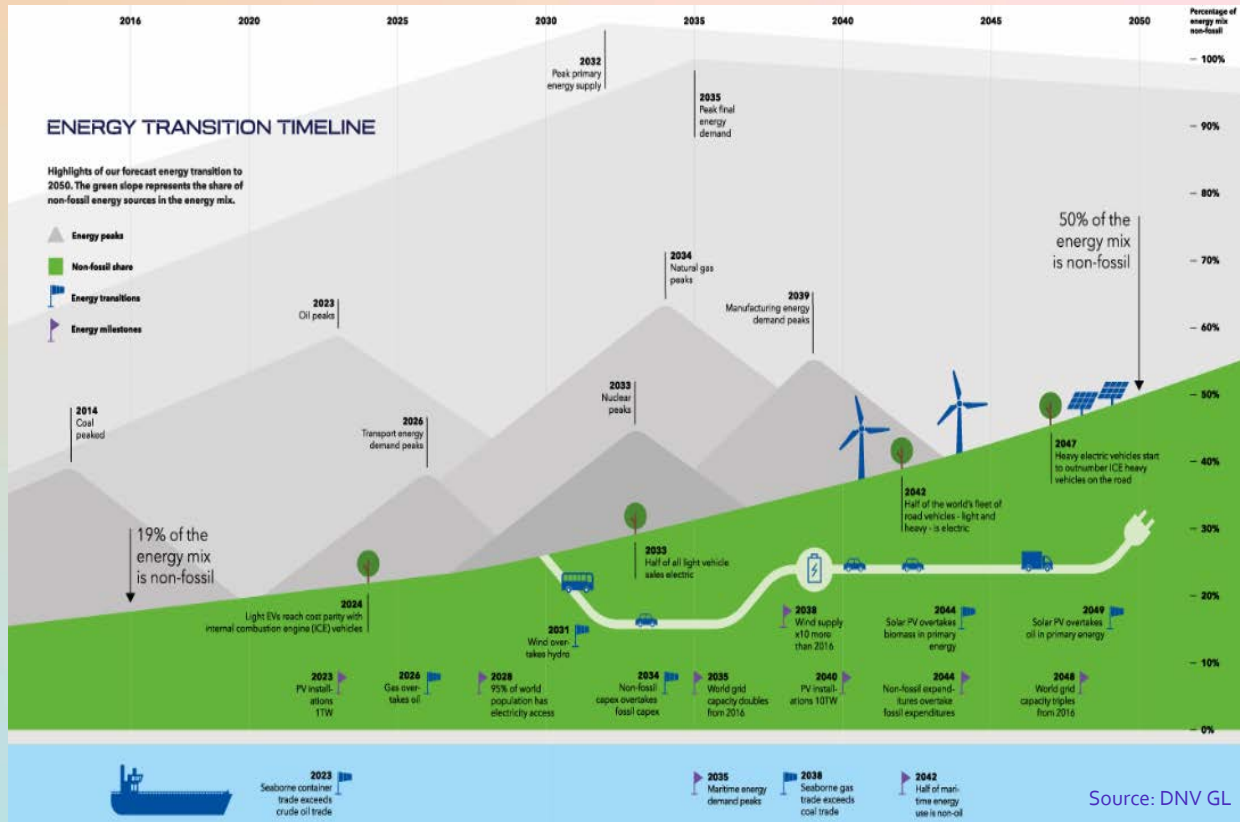 2016 2020 2025 2030 2035 2040 2045 2050
Percentage of
energy mix
non-fossil
100%
90%
80%
70%
60%
50%
40%
30%
20%
10%
0%
2032
Peak primary
energy supply
2035
Peak final
energy
demand
ENERGY TRANSITION TIMELINE
Highlights of our forecast energy transition to
2050. The green slope represents the share of
non-fossil energy sources in the energy mix.
Energy peaks
Non-fossil share
Energy transitions
Energy milestones
50% of the
energy mix
is non-fossil
2034
Natural gas
peaks
2023
Oil peaks
2039
Manufacturing energy
demand peaks
2014
Coal
peaked
2026
Transport energy
demand peaks
2033
Nuclear
peaks
2047
Heavy electric vehicles start
to outnumber ICE heavy
vehicles on the road
2042
Half of the world's fleet of
road vehicles - light and
heavy - is electric
19% of the
energy mix
is non-fossil
2033
Half of all light vehicle
sales electric
2024
Light EVs reach cost parity with
internal combustion engine (ICE) vehicles
2031
Wind over-
takes hydro
2038
Wind supply
x10 more
than 2016
2044
Solar PV overtakes
biomass in primary
energy
2049
Solar PV overtakes
oil in primary energy
2023
PV install-
ations
1TW
2026
Gas over-
takes oil
2028
95% of world
population has
electricity access
2034
Non-fossil
capex overtakes
fossil capex
2035
World grid
capacity doubles
from 2016
2040
PV install-
ations 10TW
2044
Non-fossil expend-
itures overtake
fossil expenditures
2048
World grid
capacity triples
from 2016
2023
Seaborne container
trade exceeds
crude oil trade
2035
Maritime energy
demand peaks
2038
Seaborne gas
trade exceeds
coal trade
2042
Half of mari-
time energy
use is non-oil
Source: DNV GL